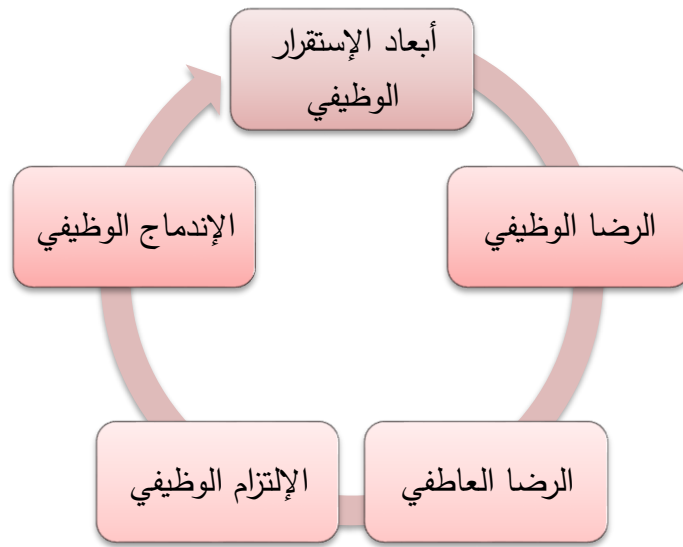 أبعاد الإستقرار
الوظيفي
الرضا الوظيفي
الرضا العاطفي
الإلتزام الوظيفي
الإندماج الوظيفي